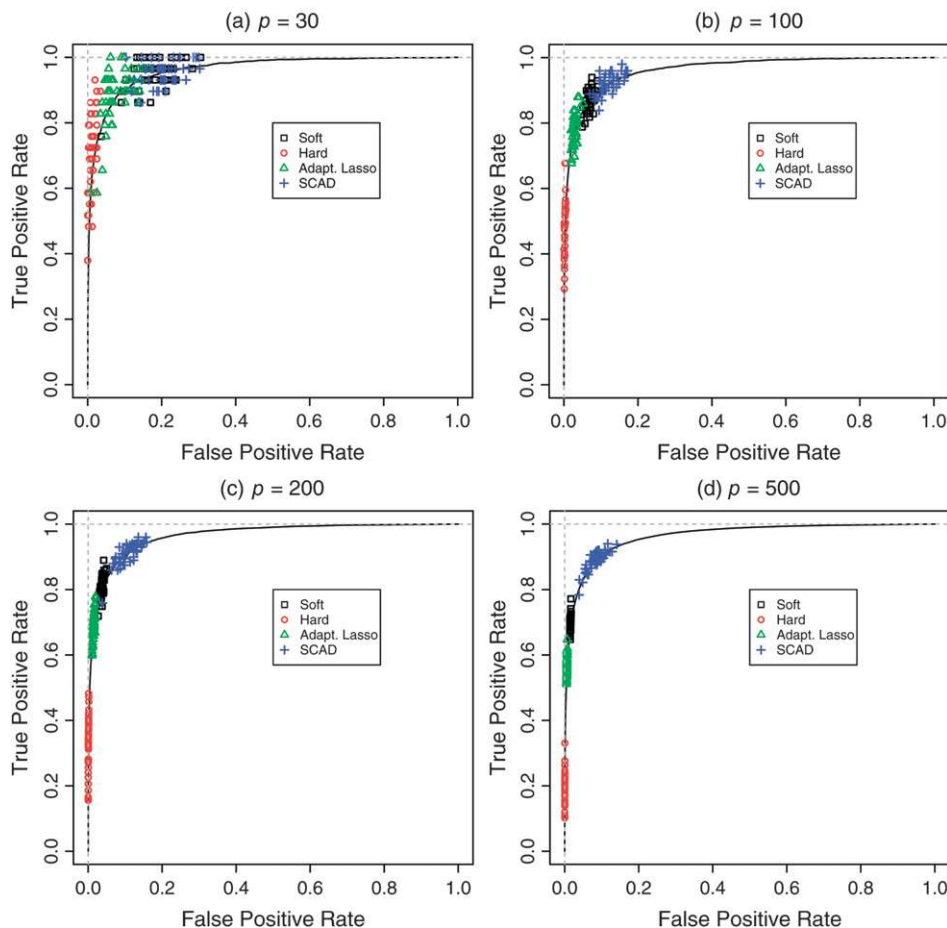 (a) p = 30
True Positive Rate
1.0
0.8
0.6
0.4
0.2
0.0
Soft
Hard
Adapt. Lasso
SCAD
0.0 0.2 0.4 0.6 0.8 1.0
False Positive Rate
(b) p = 100
True Positive Rate
1.0
0.8
0.6
0.4
0.2
0.0
Soft
Hard
Adapt. Lasso
SCAD
0.0 0.2 0.4 0.6 0.8 1.0
False Positive Rate
(c) p = 200
True Positive Rate
1.0
0.8
0.6
0.4
0.2
0.0
Soft
Hard
Adapt. Lasso
SCAD
0.0 0.2 0.4 0.6 0.8 1.0
False Positive Rate
(d) p = 500
True Positive Rate
1.0
0.8
0.6
0.4
0.2
0.0
Soft
Hard
Adapt. Lasso
SCAD
0.0 0.2 0.4 0.6 0.8 1.0
False Positive Rate